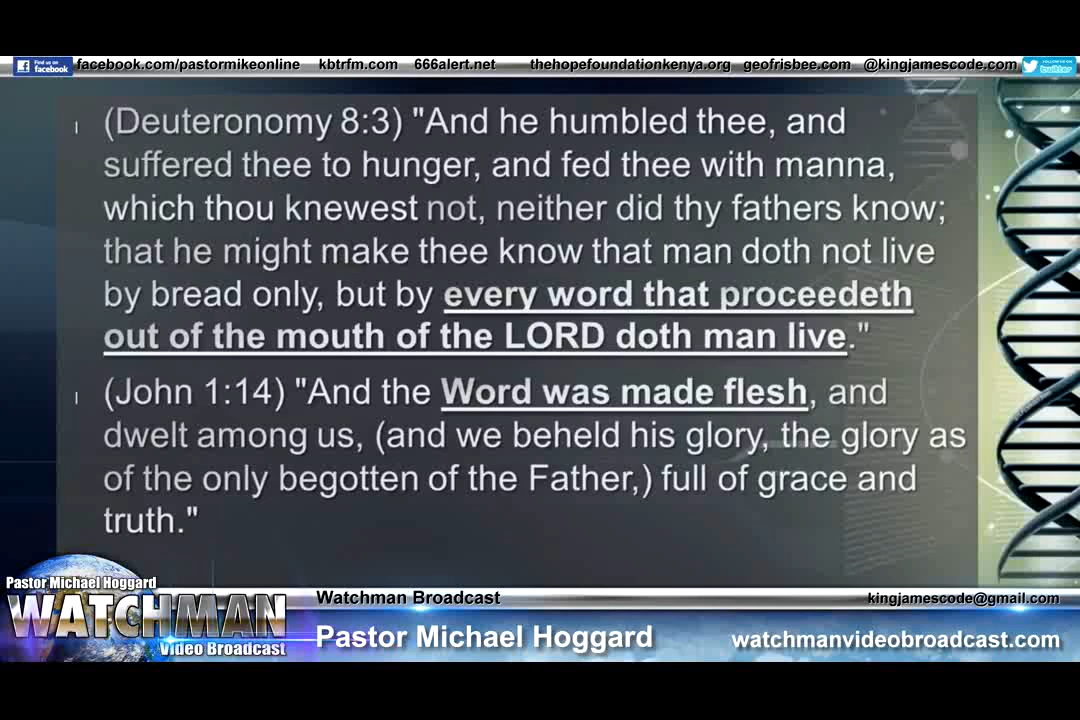 Find us on
facebook
facebook.com/pastormikeonline kbtrfm.com 666alert.net thehopefoundationkenya.org geofrisbee.com @kingjamescode.com
FOLLOW US ON
twitter
(Deuteronomy 8:3) "And he humbled thee, and
suffered thee to hunger, and fed thee with manna,
which thou knewest not, neither did thy fathers know;
that he might make thee know that man doth not live
by bread only, but by every word that proceedeth
out of the mouth of the LORD doth man live."
(John 1:14) "And the Word was made flesh, and
dwelt among us, (and we beheld his glory, the glory as
of the only begotten of the Father,) full of grace and
truth."
Pastor Michael Hoggard
WATCHMAN
Video Broadcast
Watchman Broadcast kingjamescode@gmail.com
Pastor Michael Hoggard watchmanvideobroadcast.com